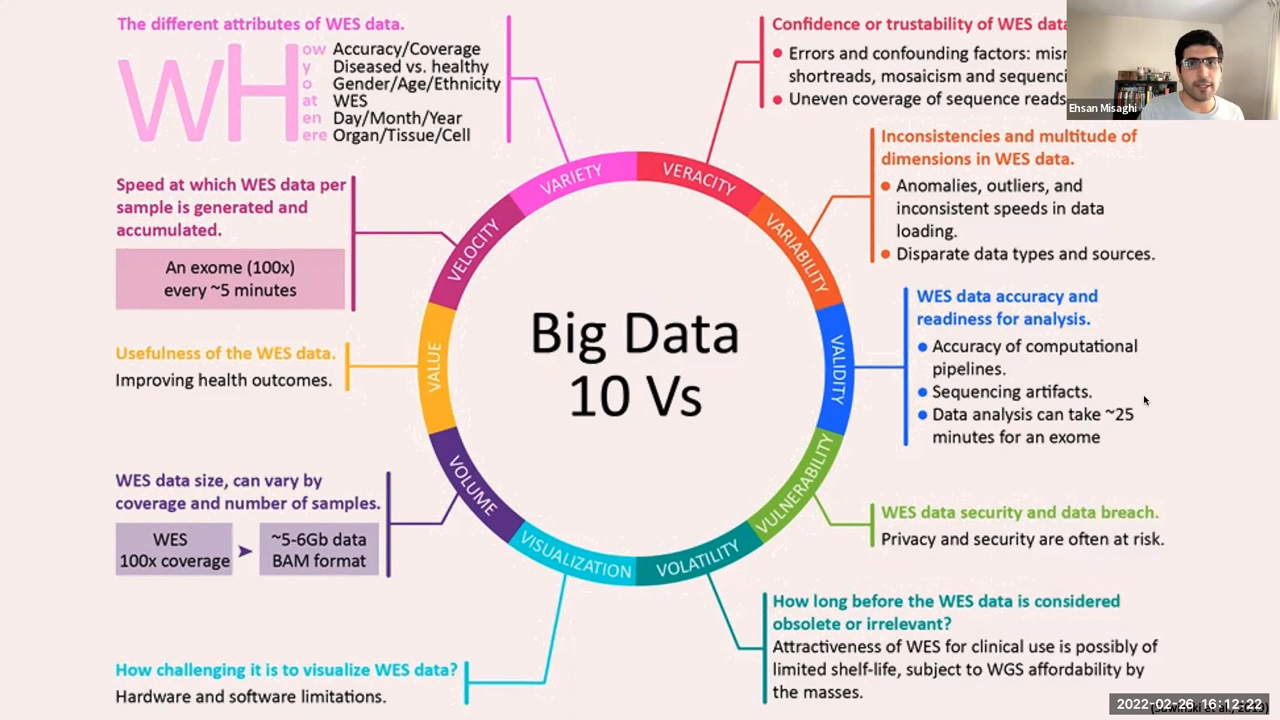 The different attributes of WES data.
WH
ow Accuracy/Coverage
y Diseased vs. healthy
o Gender/Age/Ethnicity
at WES
en Day/Month/Year
ere Organ/Tissue/Cell
Speed at which WES data per
sample is generated and
accumulated.
An exome (100x)
every ~5 minutes
Usefulness of the WES data.
Improving health outcomes.
WES data size, can vary by
coverage and number of samples.
WES
100x coverage
~5-6Gb data
BAM format
How challenging it is to visualize WES data?
Hardware and software limitations.
VARIETY
VERACITY
VARIABILITY
VALIDITY
VULNERABILITY
VOLATILITY
VISUALIZATION
VOLUME
VALUE
VELOCITY
Big Data
10 Vs
Confidence or trustability of WES data
Errors and confounding factors:
shortreads, mosaicism and
Uneven coverage of sequence reads
Ehsan Misaghi
Inconsistencies and multitude of
dimensions in WES data.
Anomalies, outliers, and
inconsistent speeds in data
loading.
Disparate data types and sources.
WES data accuracy and
readiness for analysis.
Accuracy of computational
pipelines.
Sequencing artifacts.
Data analysis can take ~25
minutes for an exome
WES data security and data breach.
Privacy and security are often at risk.
How long before the WES data is considered
obsolete or irrelevant?
Attractiveness of WES for clinical use is possibly of
limited shelf-life, subject to WGS affordability by
the masses.
2022-02-26 16:12:22